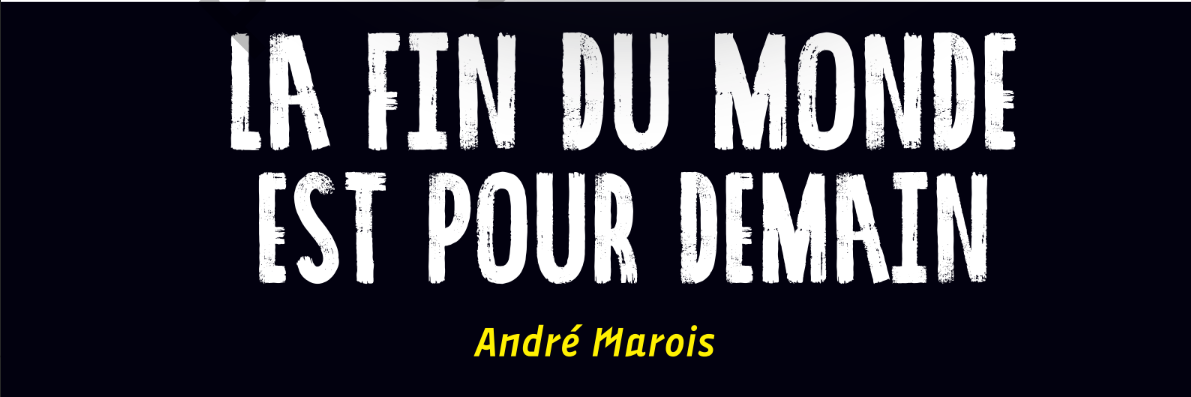 LA FIN DU MONDE
EST POUR DEMAIN
André Marois